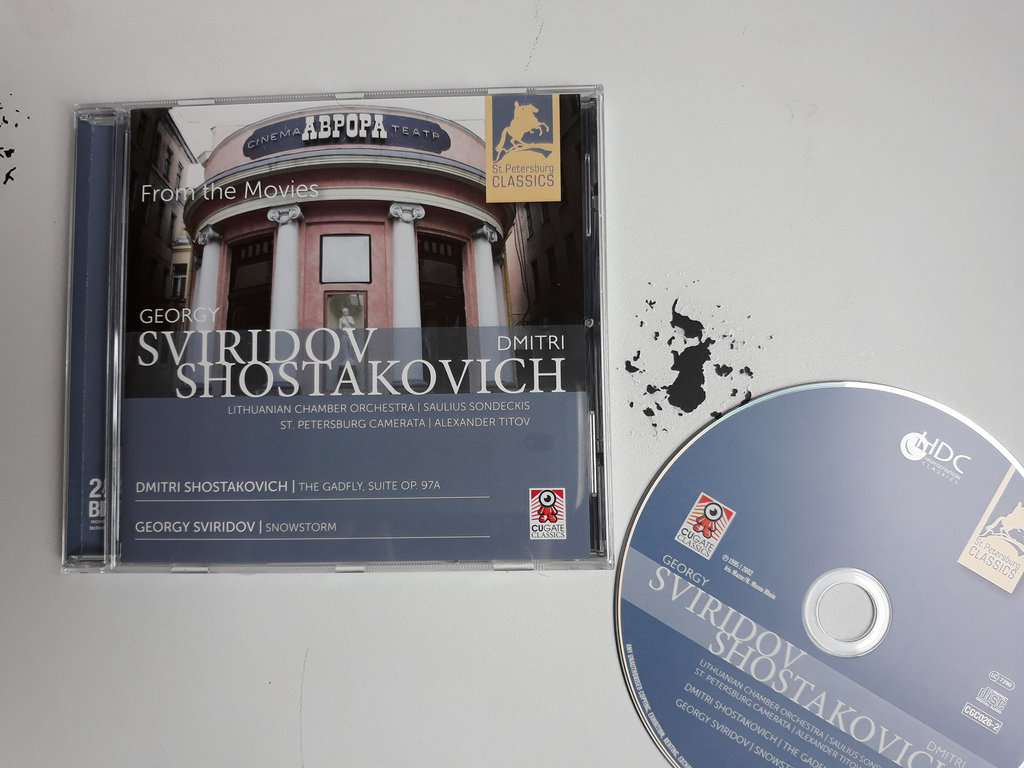 CINEMA АВРОРА ТЕАТР
St.Petersburg
CLASSICS
From the Movies
GEORGY
SVIRIDOV
DMITRI
SHOSTAKOVICH
LITHUANIAN CHAMBER ORCHESTRA | SAULIUS SONDECKIS
ST. PETERSBURG CAMERATA | ALEXANDER TITOV
DMITRI SHOSTAKOVICH | THE GADFLY, SUITE OP. 97A
GEORGY SVIRIDOV | SNOWSTORM
CUGATE
CLASSICS
HDC
CLASSICS
St.Petersburg
CLASSICS
CUGATE
CLASSICS
GEORGY
SVIRIDOV
DMITRI
SHOSTAKOVICH
LITHUANIAN CHAMBER ORCHESTRA | SAULIUS
ST. PETERSBURG CAMERATA | ALEXANDER TITOV
DMITRI SHOSTAKOVICH | THE
GEORGY SVIRIDOV |
CGC026-2